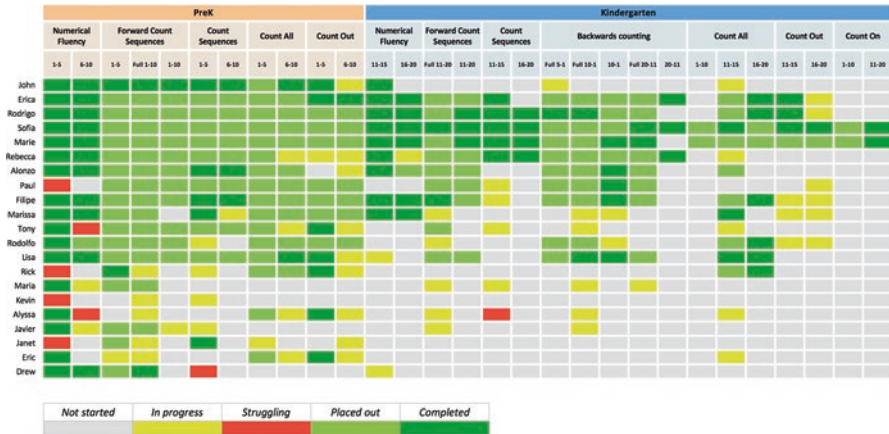 PreK Kindergarten
Numerical Fluency Forward Count Sequences Count Sequences Count All Count Out Numerical Fluency Forward Count Sequences Count Sequences Backwards counting Count All Count Out Count On
1-5 6-10 1-5 Full 1-10 1-10 1-5 6-10 1-5 6-10 1-5 6-10 11-15 16-20 Full 11-20 11-20 11-15 16-20 Full 5-1 Full 10-1 10-1 Full 20-11 20-11 1-10 11-15 16-20 11-15 16-20 1-10 11-20
John
Erica
Rodrigo
Sofia
Marie
Rebecca
Alonzo
Paul
Filipe
Marissa
Tony
Rodolfo
Lisa
Rick
Maria
Kevin
Alyssa
Javier
Janet
Eric
Drew
Not started In progress Struggling Placed out Completed